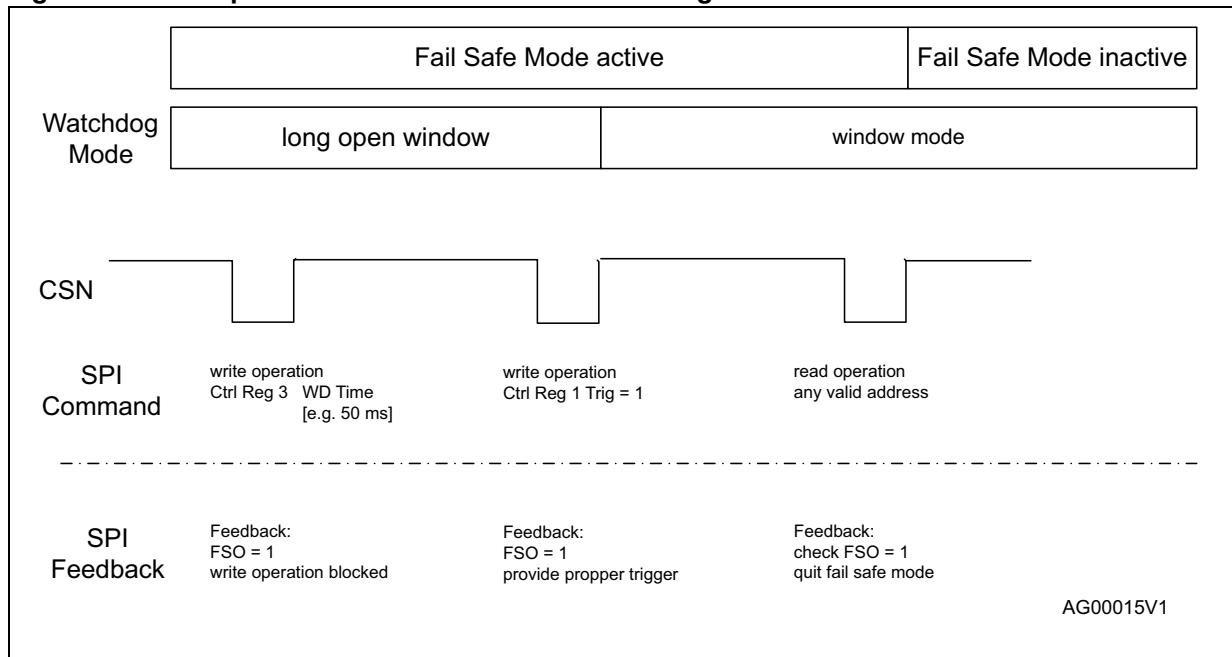 Fail Safe Mode active
Fail Safe Mode inactive
Watchdog
Mode
long open window
window mode
CSN
SPI
Command
write operation
Ctrl Reg 3 WD Time
[e.g. 50 ms]
write operation
Ctrl Reg 1 Trig = 1
read operation
any valid address
SPI
Feedback
Feedback:
FSO = 1
write operation blocked
Feedback:
FSO = 1
provide propper trigger
Feedback:
check FSO = 1
quit fail safe mode
AG00015V1